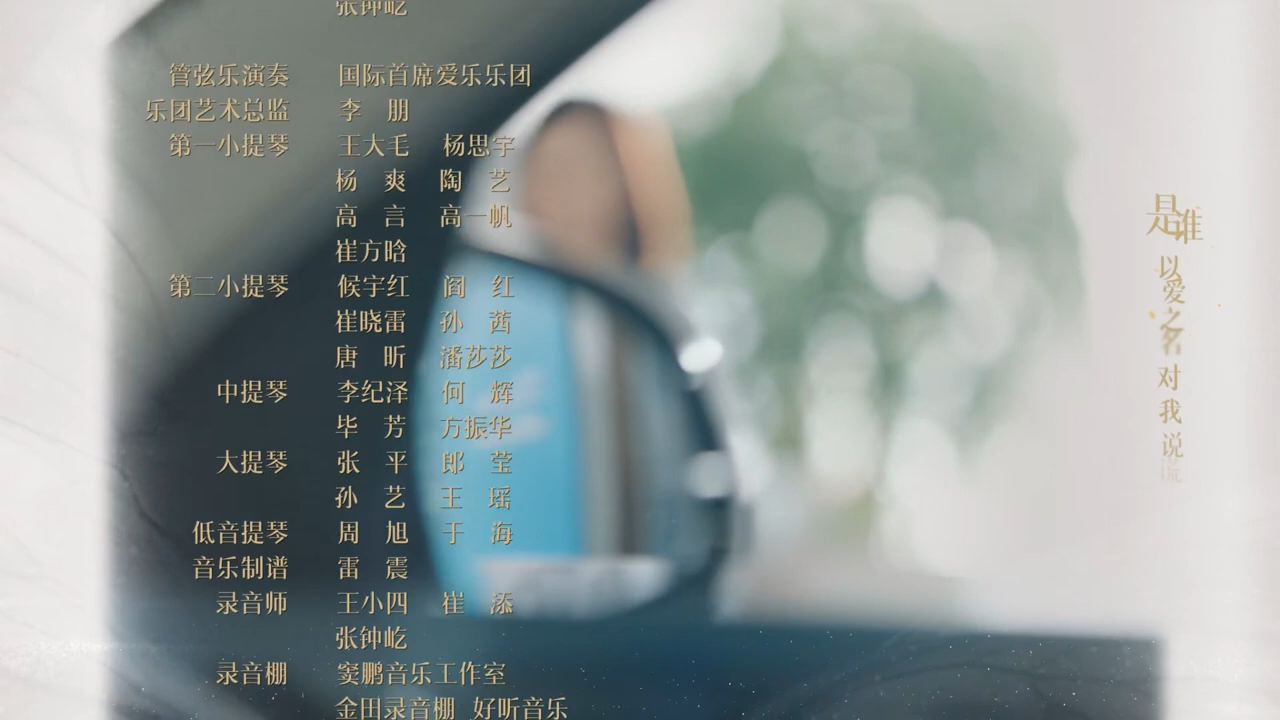 张钟屹
管弦乐演奏 国际首席爱乐乐团
乐团艺术总监 李 朋
第一小提琴 王大毛 杨思宇
杨 爽 陶 艺
高 言 高一帆
崔方晗
第二小提琴 候宇红 阎 红
崔晓雷 孙 茜
唐 昕 潘莎莎
中提琴 李纪泽 何 辉
毕 芳 方振华
大提琴 张 平 郎 莹
孙 艺 王 瑶
低音提琴 周 旭 于 海
音乐制谱 雷 震
录音师 王小四 崔 添
张钟屹
录音棚 窦鹏音乐工作室
金田录音棚 好听音乐
是谁
以爱之名对我说谎